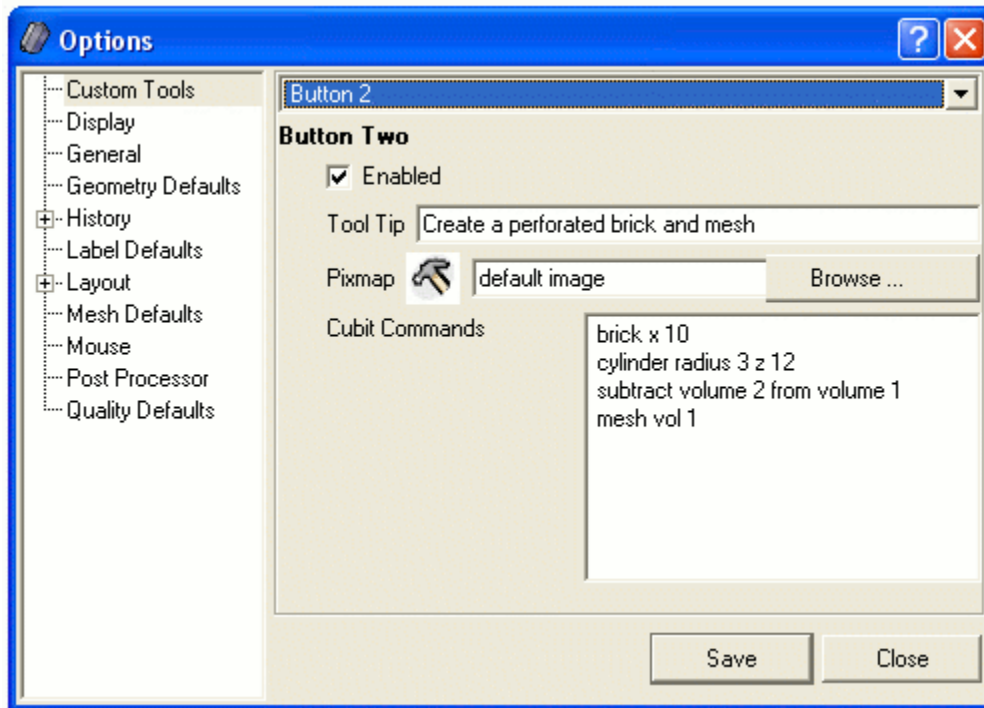 Options
Custom Tools
Display
General
Geometry Defaults
History
Label Defaults
Layout
Mesh Defaults
Mouse
Post Processor
Quality Defaults
Button 2
Button Two
Enabled
Tool Tip Create a perforated brick and mesh
Pixmap default image Browse ...
Cubit Commands
brick x 10
cylinder radius 3 z 12
subtract volume 2 from volume 1
mesh vol 1
Save Close